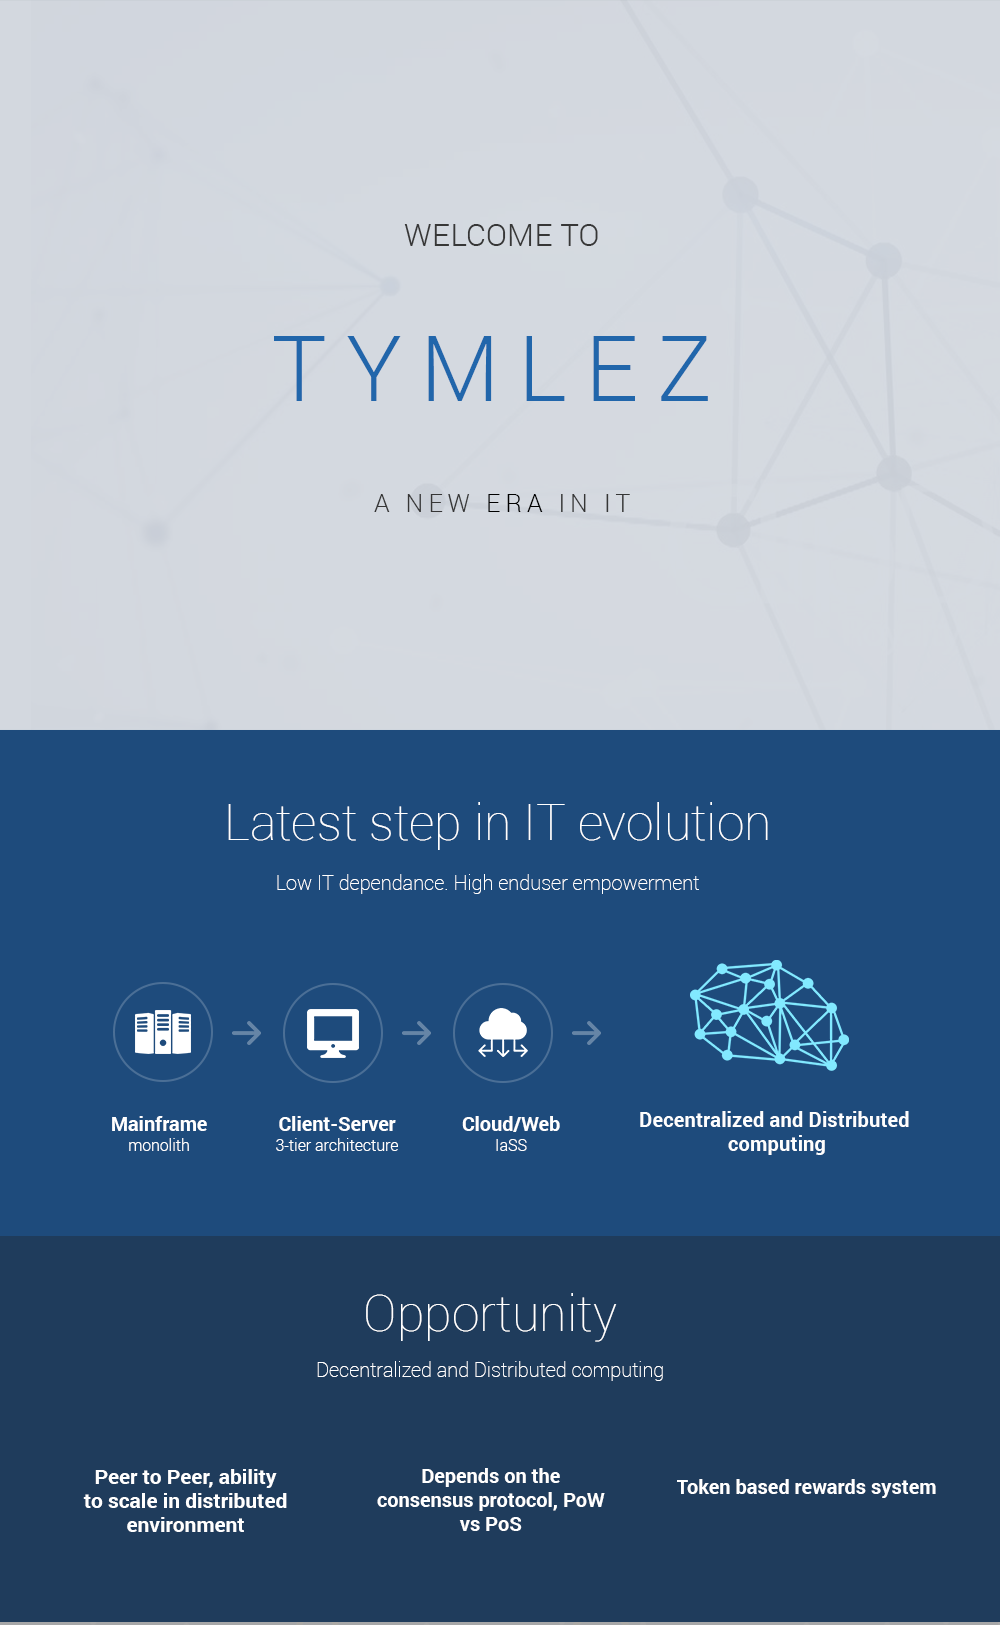 WELCOME TO
TYMLEZ
A NEW ERA IN IT
Latest step in IT evolution
Low IT dependance. High enduser empowerment
Mainframe
monolith
Client-Server
3-tier architecture
Cloud/Web
IaSS
Decentralized and Distributed
computing
Opportunity
Decentralized and Distributed computing
Peer to Peer, ability
to scale in distributed
environment
Depends on the
consensus protocol, PoW
vs PoS
Token based rewards system